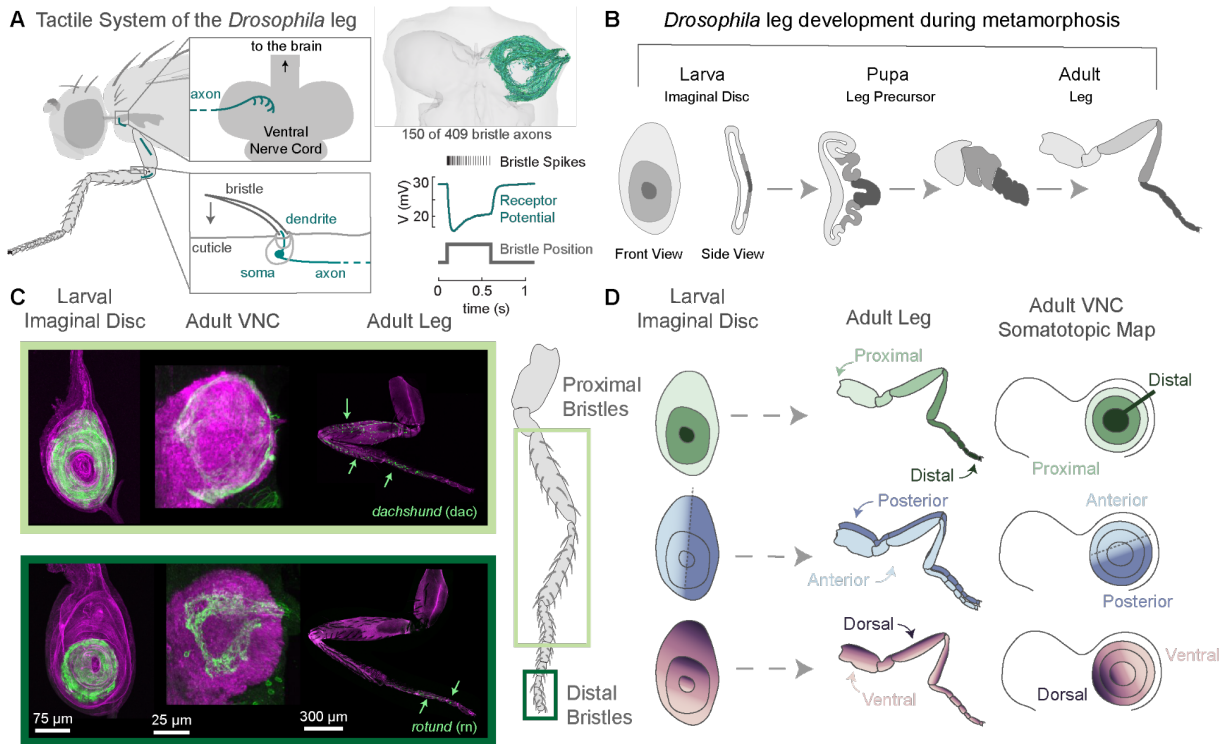 A Tactile System of the Drosophila leg
to the brain
axon
Ventral
Nerve Cord
bristle
dendrite
cuticle
soma
axon
150 of 409 bristle axons
Bristle Spikes
30
20
V (mV)
Receptor
Potential
Bristle Position
0
0.5
1
time (s)
B Drosophila leg development during metamorphosis
Larva
Imaginal Disc
Pupa
Leg Precursor
Adult
Leg
Front View
Side View
C
Larval
Imaginal Disc
Adult VNC
Adult Leg
dachshund (dac)
75 µm
25 µm
300 µm
rotund (rn)
Proximal
Bristles
Distal
Bristles
D
Larval
Imaginal Disc
Adult Leg
Adult VNC
Somatotopic Map
Proximal
Distal
Distal
Proximal
Posterior
Anterior
Anterior
Posterior
Dorsal
Ventral
Ventral
Dorsal